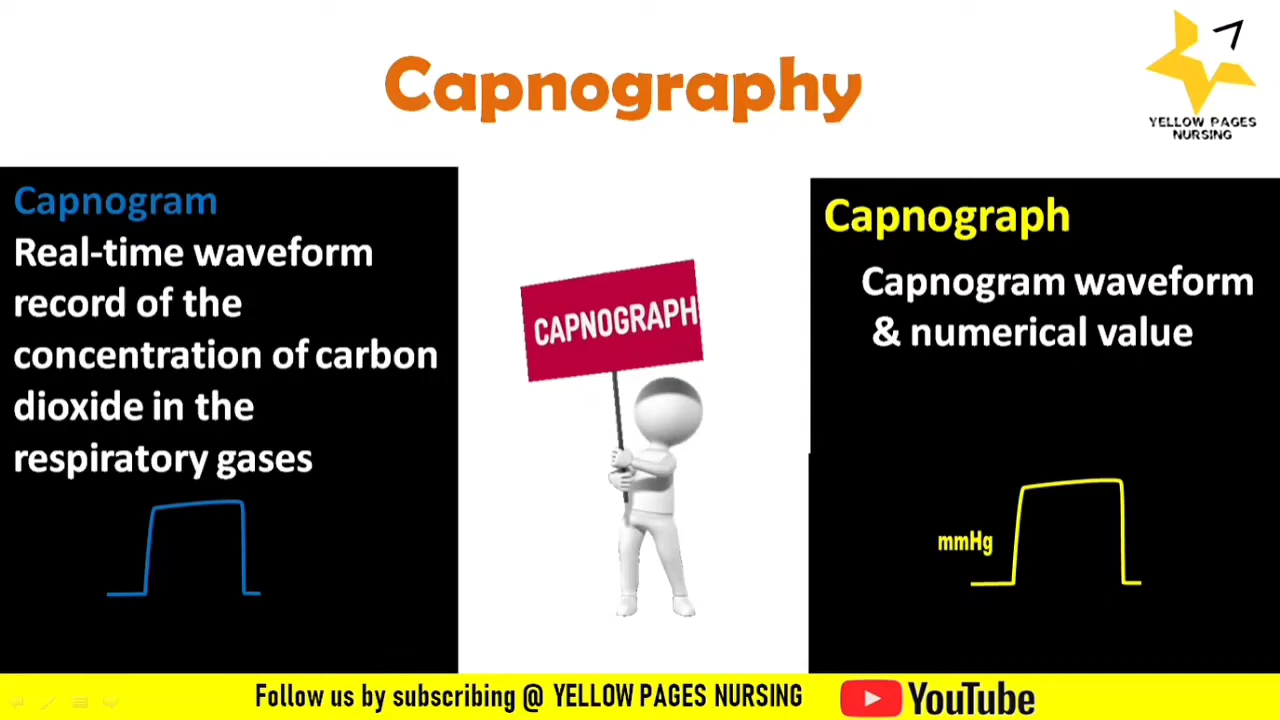 Capnography
YELLOW PAGES
NURSING
Capnogram
Real-time waveform
record of the
concentration of carbon
dioxide in the
respiratory gases
CAPNOGRAPH
Capnograph
Capnogram waveform
& numerical value
mmHg
Follow us by subscribing @ YELLOW PAGES NURSING
YouTube